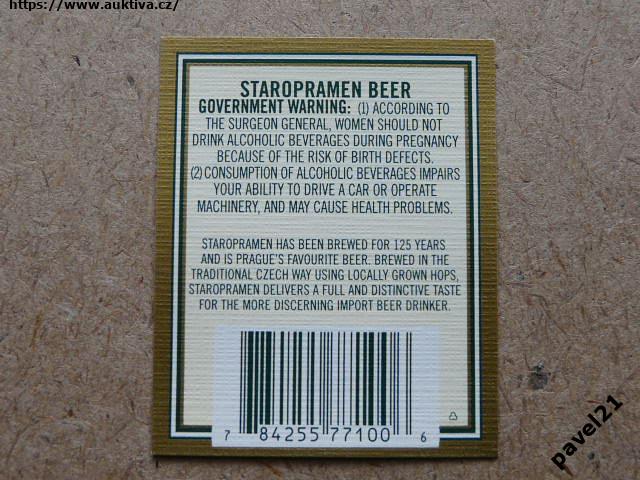 https://www.auktiva.cz/
STAROPRAMEN BEER
GOVERNMENT WARNING: (1) ACCORDING TO
THE SURGEON GENERAL, WOMEN SHOULD NOT
DRINK ALCOHOLIC BEVERAGES DURING PREGNANCY
BECAUSE OF THE RISK OF BIRTH DEFECTS.
(2) CONSUMPTION OF ALCOHOLIC BEVERAGES IMPAIRS
YOUR ABILITY TO DRIVE A CAR OR OPERATE
MACHINERY, AND MAY CAUSE HEALTH PROBLEMS.
STAROPRAMEN HAS BEEN BREWED FOR 125 YEARS
AND IS PRAGUE'S FAVOURITE BEER. BREWED IN THE
TRADITIONAL CZECH WAY USING LOCALLY GROWN HOPS,
STAROPRAMEN DELIVERS A FULL AND DISTINCTIVE TASTE
FOR THE MORE DISCERNING IMPORT BEER DRINKER.
7 84255 77100 6
pavel21